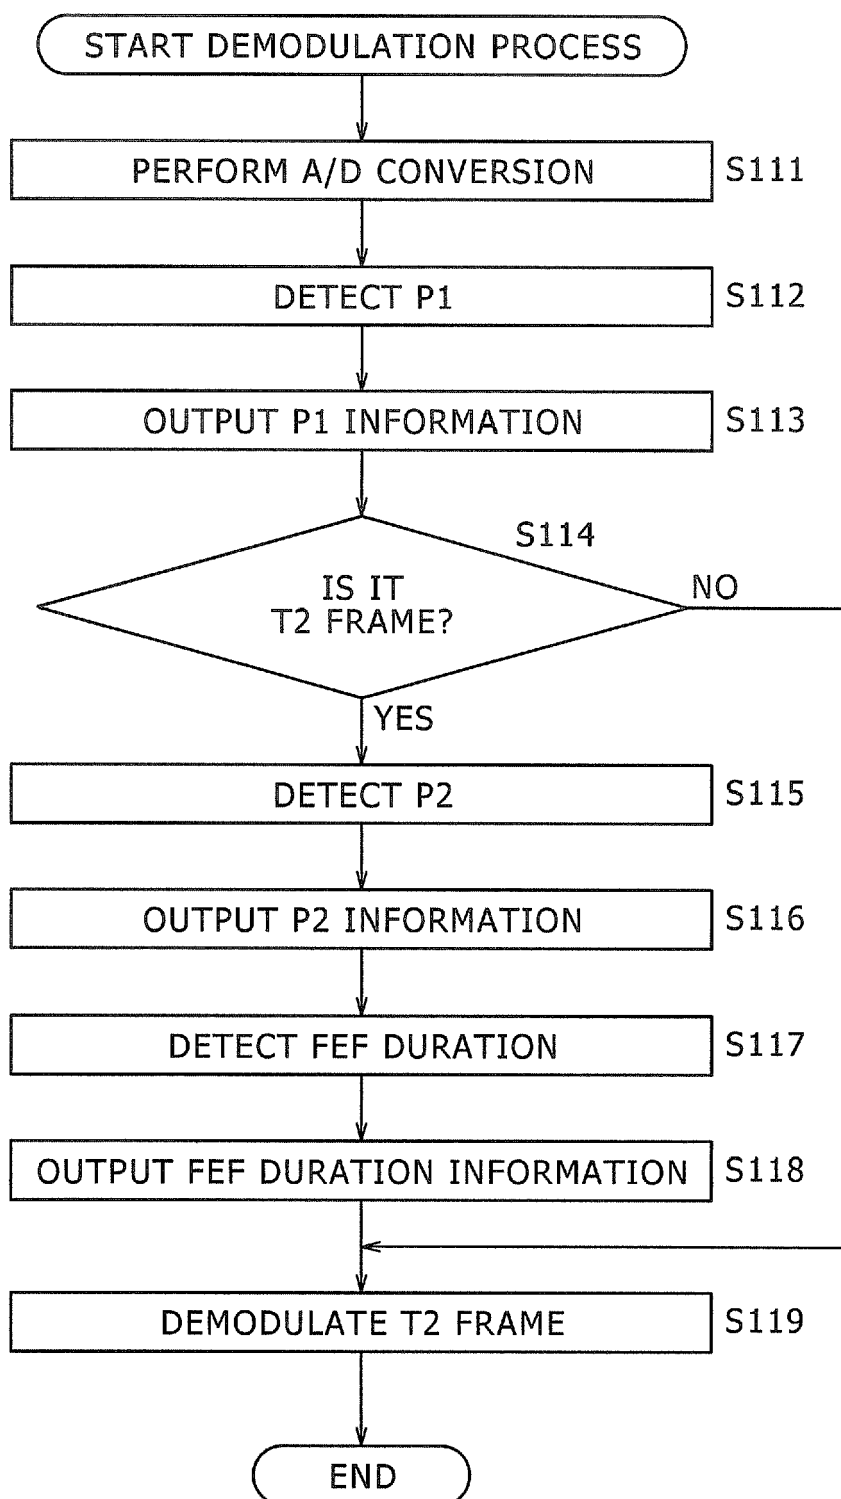 START DEMODULATION PROCESS
PERFORM A/D CONVERSION S111
DETECT P1 S112
OUTPUT P1 INFORMATION S113
S114
IS IT
T2 FRAME?
NO
YES
DETECT P2 S115
OUTPUT P2 INFORMATION S116
DETECT FEF DURATION S117
OUTPUT FEF DURATION INFORMATION S118
DEMODULATE T2 FRAME S119
END